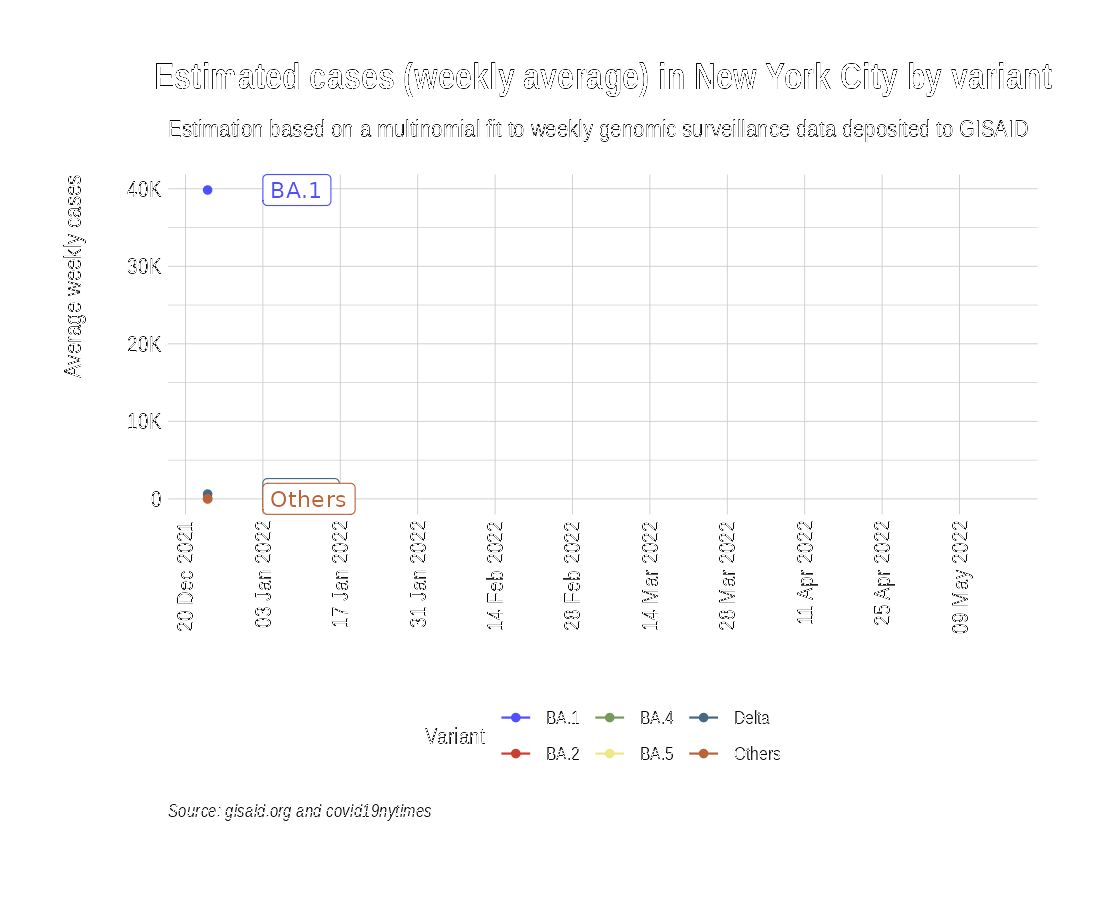 Estimated cases (weekly average) in New York City by variant
Estimation based on a multinomial fit to weekly genomic surveillance data deposited to GISAID
Average weekly cases
40K
30K
20K
10K
0
BA.1
Others
20 Dec 2021
03 Jan 2022
17 Jan 2022
31 Jan 2022
14 Feb 2022
28 Feb 2022
14 Mar 2022
28 Mar 2022
11 Apr 2022
25 Apr 2022
09 May 2022
Variant
BA.1
BA.4
Delta
BA.2
BA.5
Others
Source: gisaid.org and covid19nytimes